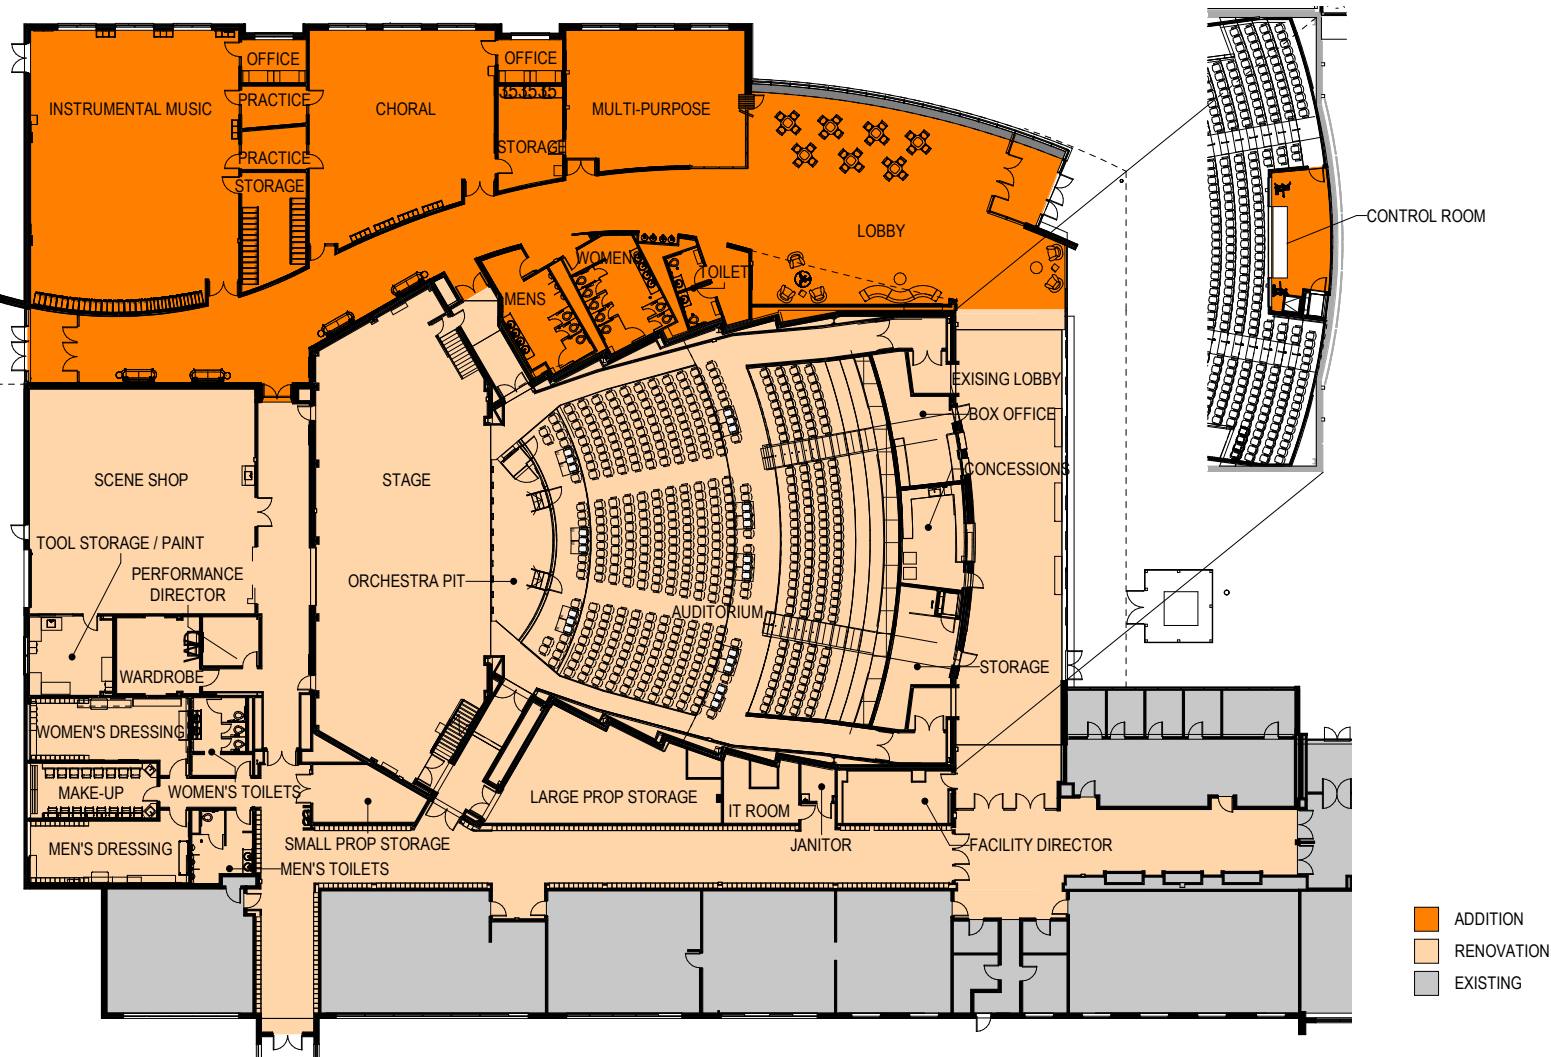 OFFICE
OFFICE
INSTRUMENTAL MUSIC
PRACTICE
CHORAL
MULTI-PURPOSE
STORAGE
PRACTICE
STORAGE
CONTROL ROOM
LOBBY
WOMENS
TOILET
MENS
EXISING LOBBY
BOX OFFICE
CONCESSIONS
SCENE SHOP
STAGE
TOOL STORAGE / PAINT
PERFORMANCE
DIRECTOR
ORCHESTRA PIT
AUDITORIUM
STORAGE
WARDROBE
WOMEN'S DRESSING
MAKE-UP
WOMEN'S TOILETS
LARGE PROP STORAGE
IT ROOM
SMALL PROP STORAGE
JANITOR
FACILITY DIRECTOR
MEN'S DRESSING
MEN'S TOILETS
ADDITION
RENOVATION
EXISTING